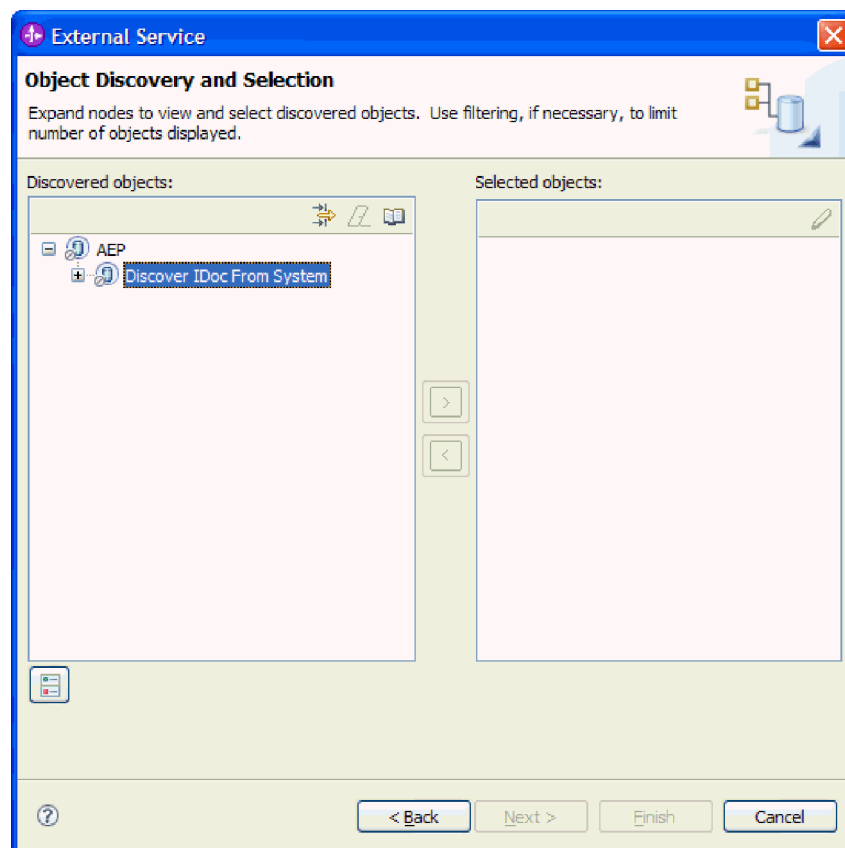 External Service
Object Discovery and Selection
Expand nodes to view and select discovered objects.  Use filtering, if necessary, to limit
number of objects displayed.
Discovered objects:
Selected objects:
AEP
Discover IDoc From System
>
<
?
< Back
Next >
Finish
Cancel